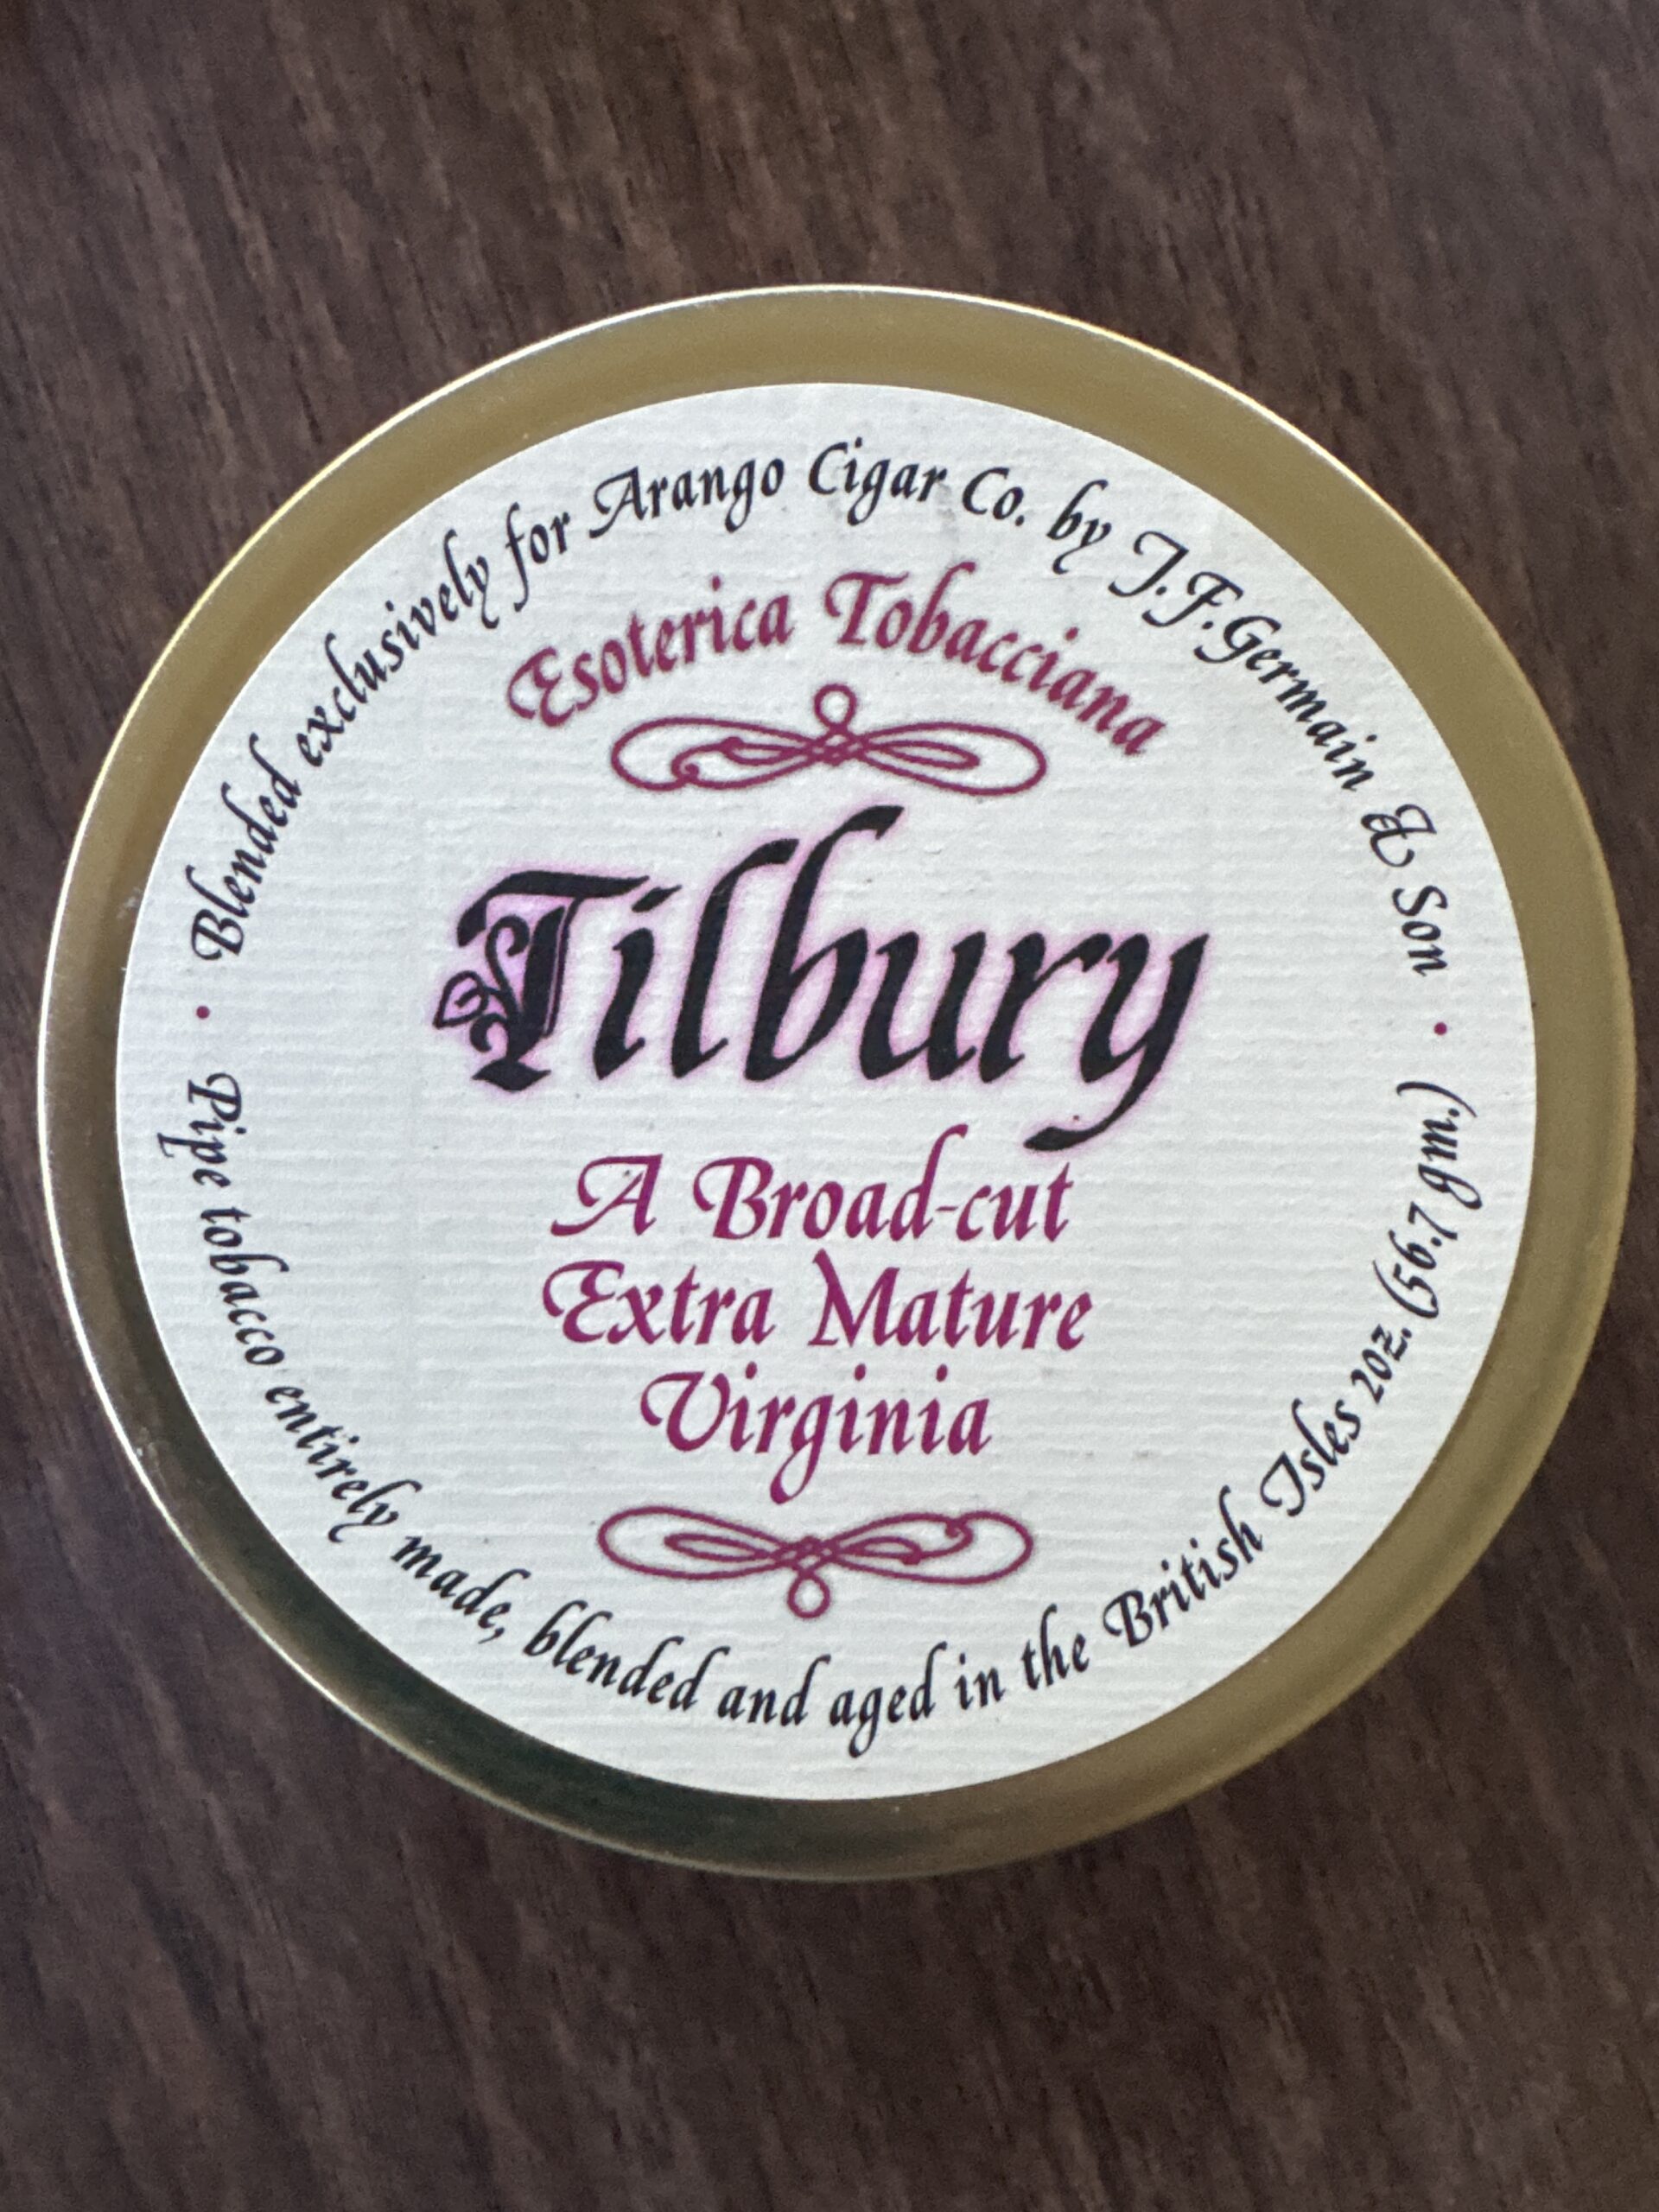 • Blended exclusively for Arango Cigar Co. by J.F. Germain & Son •
Esoterica Tobacciana
Tilbury
A Broad-cut
Extra Mature
Virginia
Pipe tobacco entirely made, blended and aged in the British Isles 2oz. (56.7 gm.)